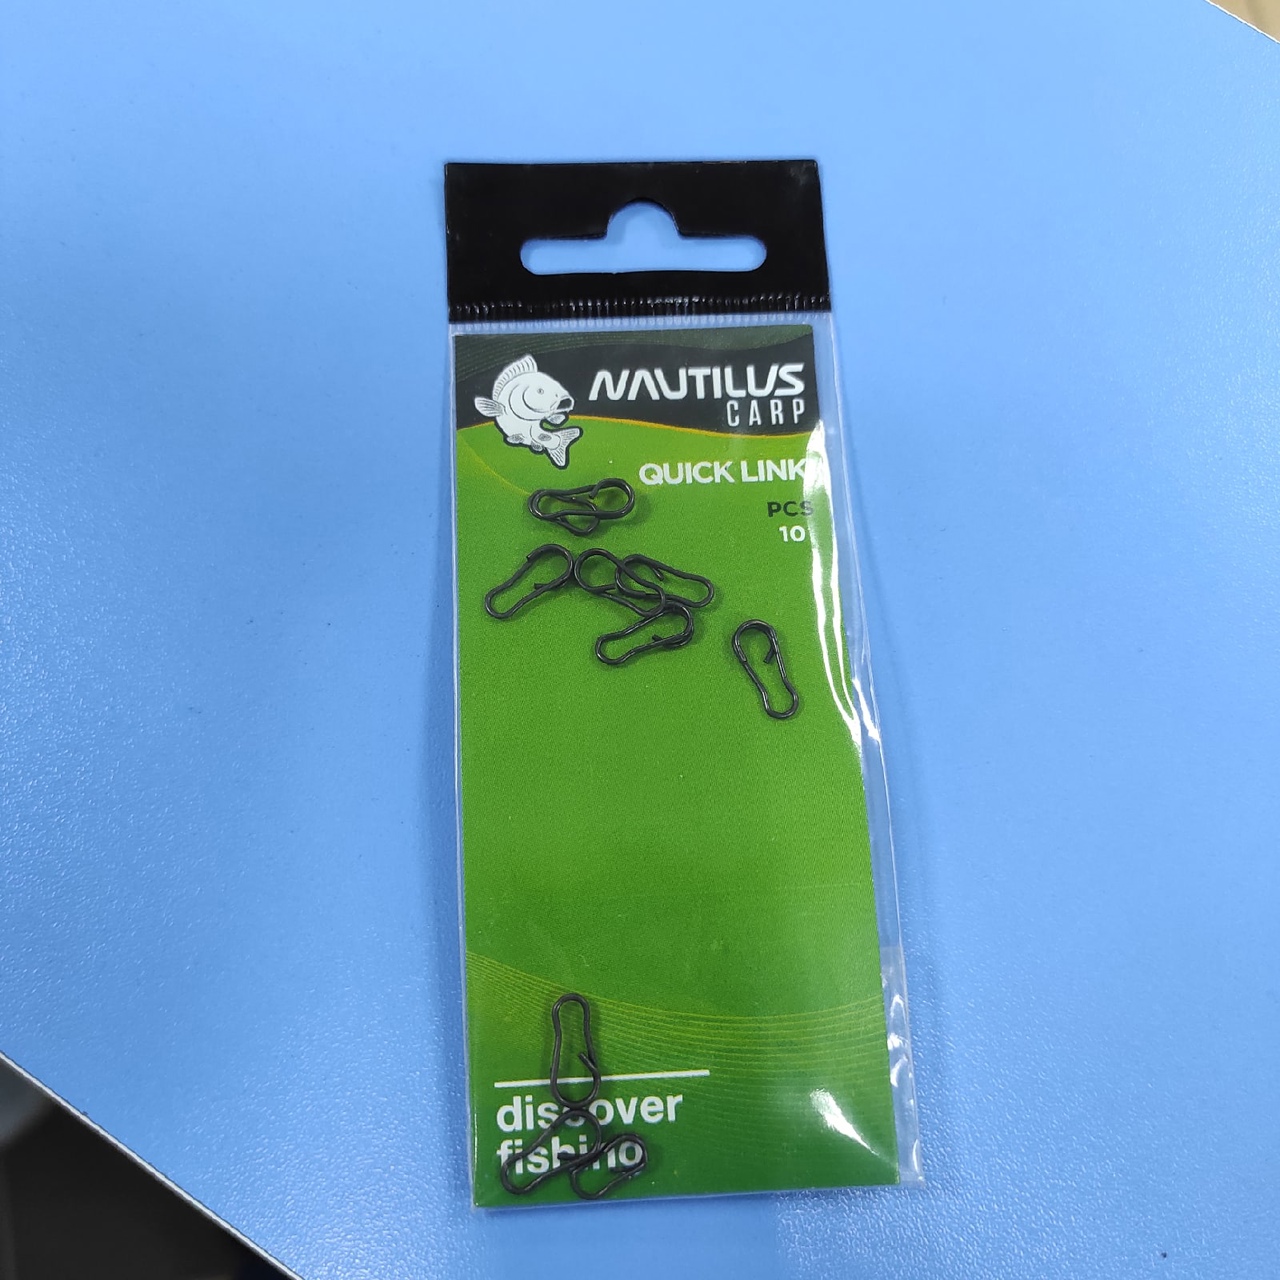 NAUTILUS
CARP
QUICK LINK
PCS
10
discover
fishing